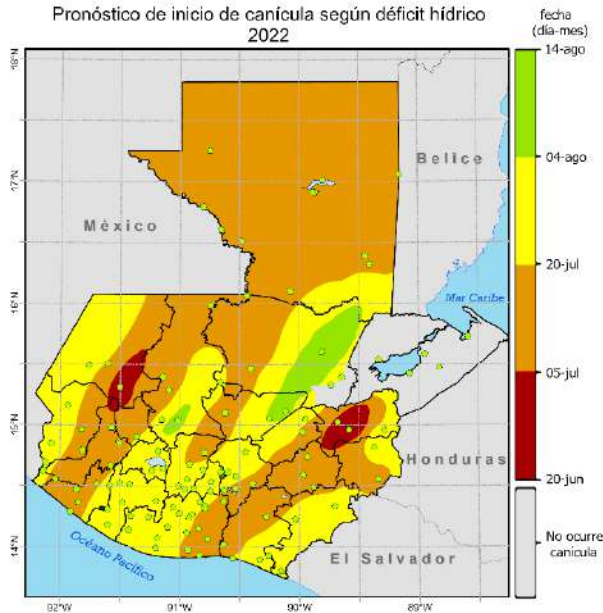 Pronóstico de inicio de canícula según déficit hídrico
2022
fecha
(día-mes)
14-ago
04-ago
20-jul
05-jul
20-jun
No ocurre
canicula
18°N
17°N
16°N
15°N
14°N
92°W
91°W
90°W
89°W
México
Belice
Mar Caribe
Honduras
El Salvador
Océano Pacífico